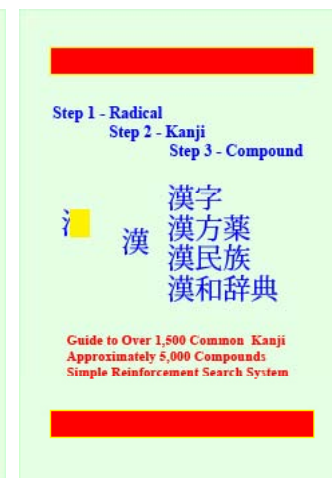 Step 1 - Radical
Step 2 - Kanji
Step 3 - Compound
氵
漢
漢字
漢方薬
漢民族
漢和辞典
Guide to Over 1,500 Common Kanji
Approximately 5,000 Compounds
Simple Reinforcement Search System